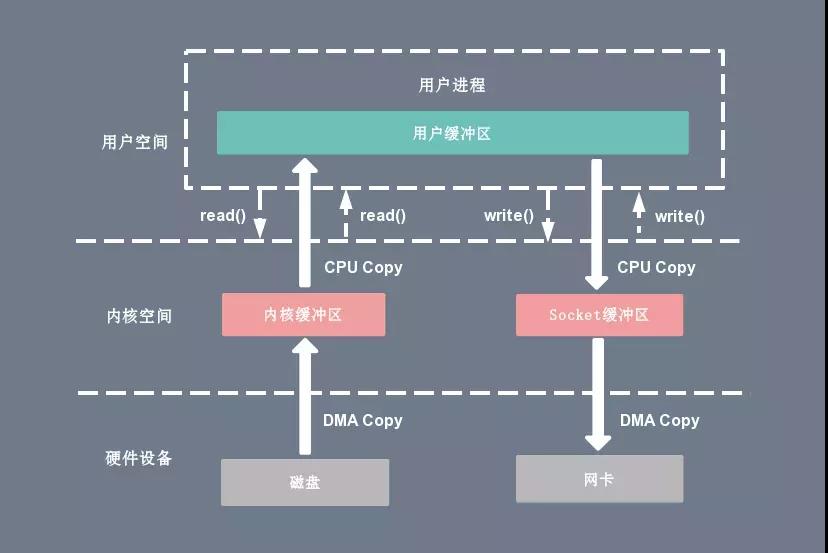 用户进程
用户缓冲区
用户空间
read()
read()
write()
write()
CPU Copy
CPU Copy
内核空间
内核缓冲区
Socket缓冲区
DMA Copy
DMA Copy
硬件设备
磁盘
网卡